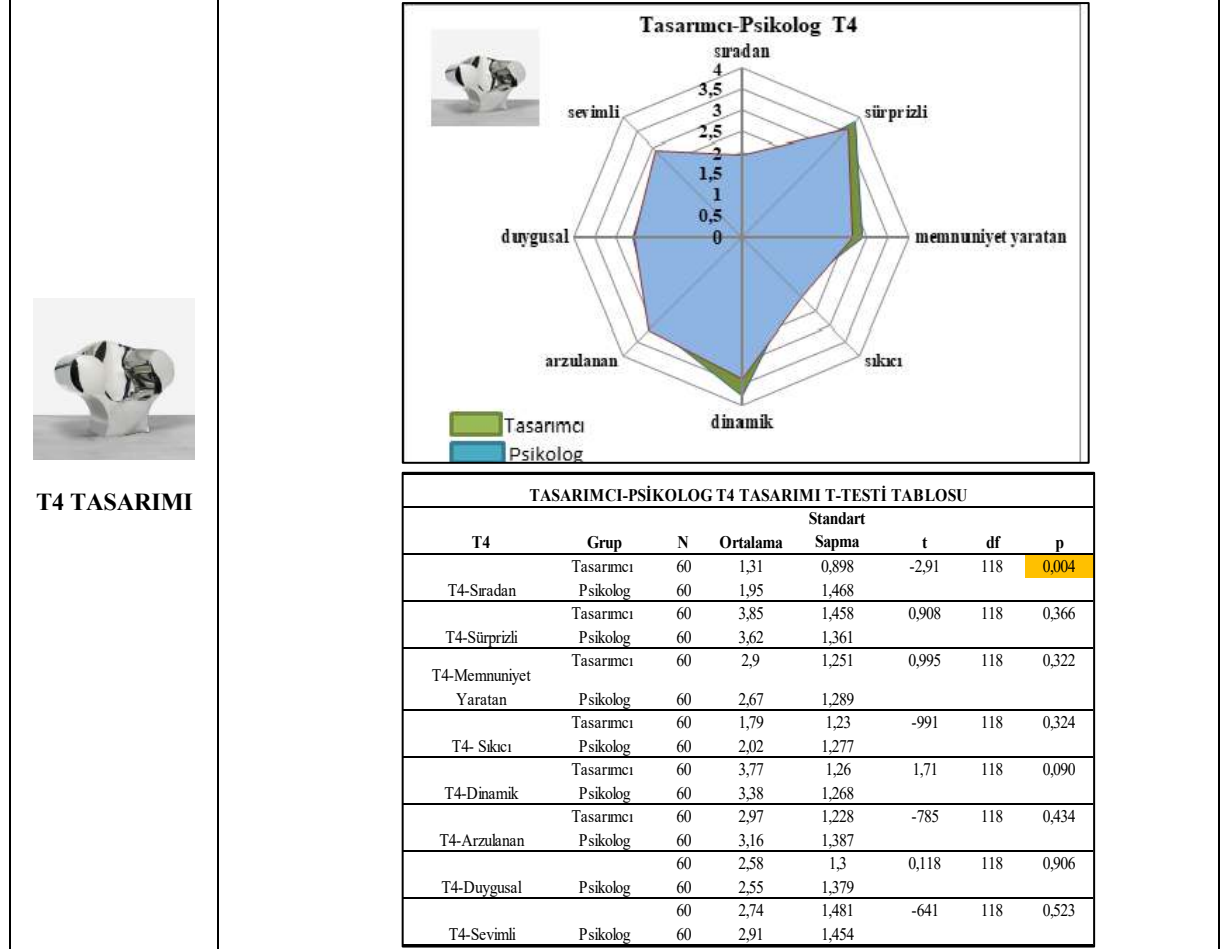 T4 TASARIMI
Tasarımcı-Psikolog T4
sıradan
sürprizli
memnuniyet yaratan
sıkıcı
dinamik
arzulanan
duygusal
sevimli
4
3,5
3
2,5
2
1,5
1
0,5
0
Tasarımcı
Psikolog
TASARIMCI-PSİKOLOG T4 TASARIMI T-TESTİ TABLOSU
T4 Grup N Ortalama Standart Sapma t df p
Tasarımcı 60 1,31 0,898 -2,91 118 0,004
T4-Sıradan Psikolog 60 1,95 1,468
Tasarımcı 60 3,85 1,458 0,908 118 0,366
T4-Sürprizli Psikolog 60 3,62 1,361
Tasarımcı 60 2,9 1,251 0,995 118 0,322
T4-Memnuniyet
Yaratan Psikolog 60 2,67 1,289
Tasarımcı 60 1,79 1,23 -991 118 0,324
T4- Sıkıcı Psikolog 60 2,02 1,277
Tasarımcı 60 3,77 1,26 1,71 118 0,090
T4-Dinamik Psikolog 60 3,38 1,268
Tasarımcı 60 2,97 1,228 -785 118 0,434
T4-Arzulanan Psikolog 60 3,16 1,387
60 2,58 1,3 0,118 118 0,906
T4-Duygusal Psikolog 60 2,55 1,379
60 2,74 1,481 -641 118 0,523
T4-Sevimli Psikolog 60 2,91 1,454